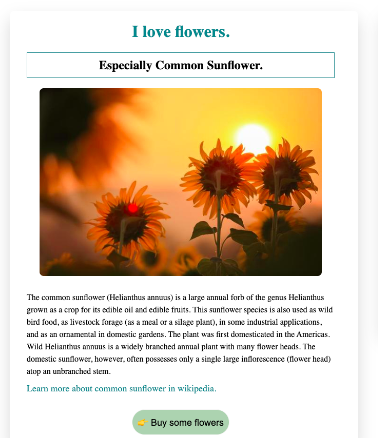 I love flowers.
Especially Common Sunflower.
The common sunflower (Helianthus annuus) is a large annual forb of the genus Helianthus
grown as a crop for its edible oil and edible fruits. This sunflower species is also used as wild
bird food, as livestock forage (as a meal or a silage plant), in some industrial applications,
and as an ornamental in domestic gardens. The plant was first domesticated in the Americas.
Wild Helianthus annuus is a widely branched annual plant with many flower heads. The
domestic sunflower, however, often possesses only a single large inflorescence (flower head)
atop an unbranched stem.
Learn more about common sunflower in wikipedia.
Buy some flowers